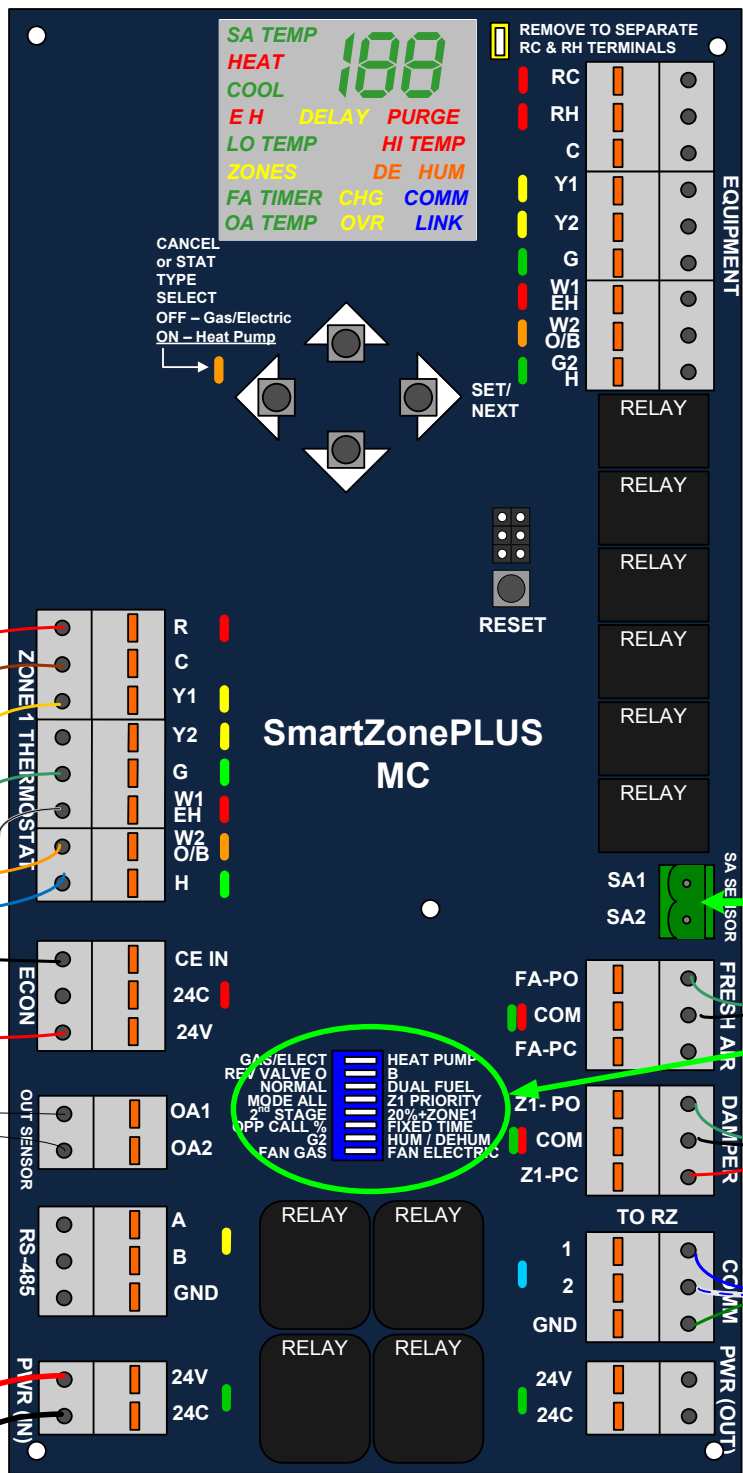 SA TEMP 188
HEAT
COOL
E H DELAY PURGE
LO TEMP HI TEMP
ZONES DE HUM
FA TIMER CHG COMM
OA TEMP OVR LINK
REMOVE TO SEPARATE
RC & RH TERMINALS
RC
RH
C
Y1
Y2
G
W1
EH
W2
O/B
G2
H
EQUIPMENT
CANCEL
or STAT
TYPE
SELECT
OFF – Gas/Electric
ON – Heat Pump
SET/
NEXT
RELAY
RELAY
RELAY
RELAY
RELAY
RELAY
RESET
ZONE 1 THERMOSTAT
R
C
Y1
Y2
G
W1
EH
W2
O/B
H
SmartZonePLUS
MC
SA1
SA2
SA SENSOR
ECON
CE IN
24C
24V
FA-PO
COM
FA-PC
FRESH AIR
GAS/ELECT HEAT PUMP
REV VALVE O B
NORMAL DUAL FUEL
MODE ALL Z1 PRIORITY
2nd STAGE 20%+ZONE1
OPP CALL % FIXED TIME
G2 HUM / DEHUM
FAN GAS FAN ELECTRIC
OUT SENSOR
OA1
OA2
Z1- PO
COM
Z1-PC
DAMPER
RS-485
A
B
GND
RELAY RELAY
RELAY RELAY
TO RZ
1
2
GND
COMM
PWR (IN)
24V
24C
24V
24C
PWR (OUT)